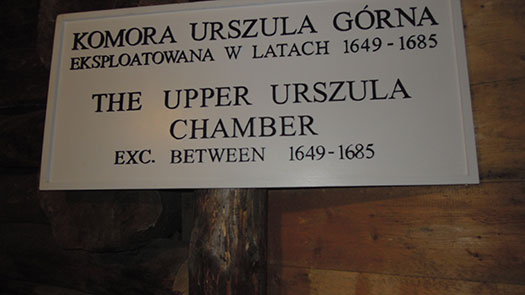 KOMORA URSZULA GÓRNA
EKSPLOATOWANA W LATACH 1649 - 1685
THE UPPER URSZULA
CHAMBER
EXC. BETWEEN 1649-1685